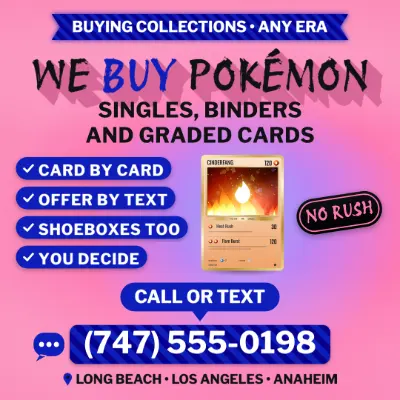 BUYING COLLECTIONS • ANY ERA
WE BUY POKÉMON
SINGLES, BINDERS
AND GRADED CARDS
CARD BY CARD
OFFER BY TEXT
SHOEBOXES TOO
YOU DECIDE
CINDERFANG 120
30
Flare Burst 120
NO RUSH
CALL OR TEXT
(747) 555-0198
LONG BEACH • LOS ANGELES • ANAHEIM